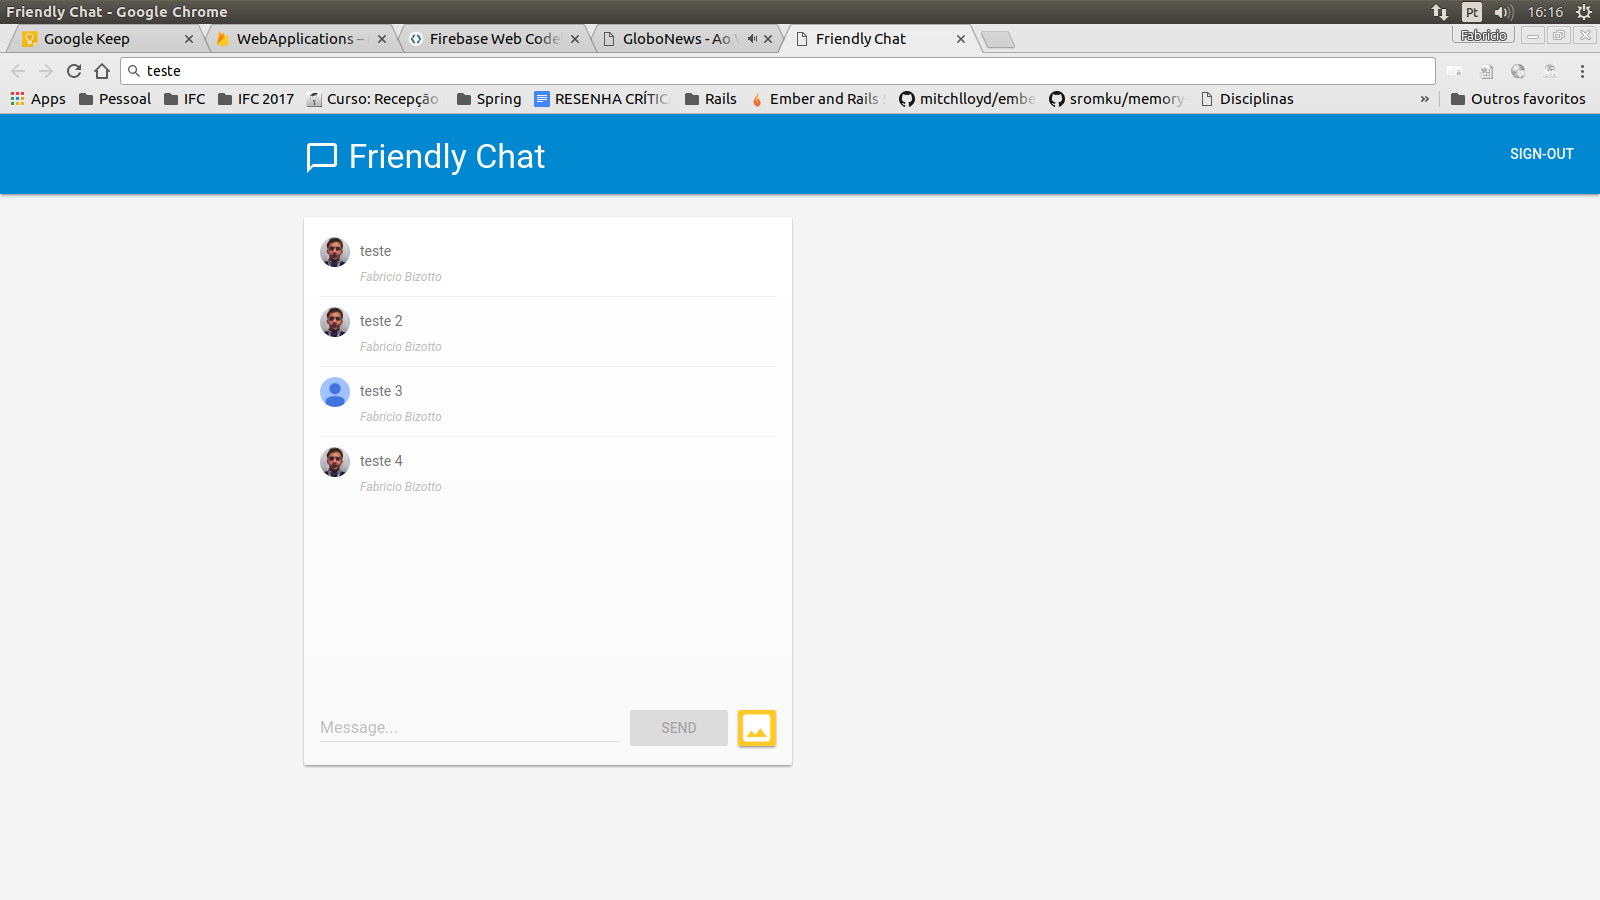 Friendly Chat - Google Chrome
Pt
16:16
Google Keep
WebApplications –
Firebase Web Code
GloboNews - Ao V
Friendly Chat
Fabricio
teste
Apps
Pessoal
IFC
IFC 2017
Curso: Recepção
Spring
RESENHA CRÍTIC
Rails
Ember and Rails
mitchlloyd/embe
sromku/memory
Disciplinas
»
Outros favoritos
Friendly Chat
SIGN-OUT
teste
Fabricio Bizotto
teste 2
Fabricio Bizotto
teste 3
Fabricio Bizotto
teste 4
Fabricio Bizotto
Message...
SEND